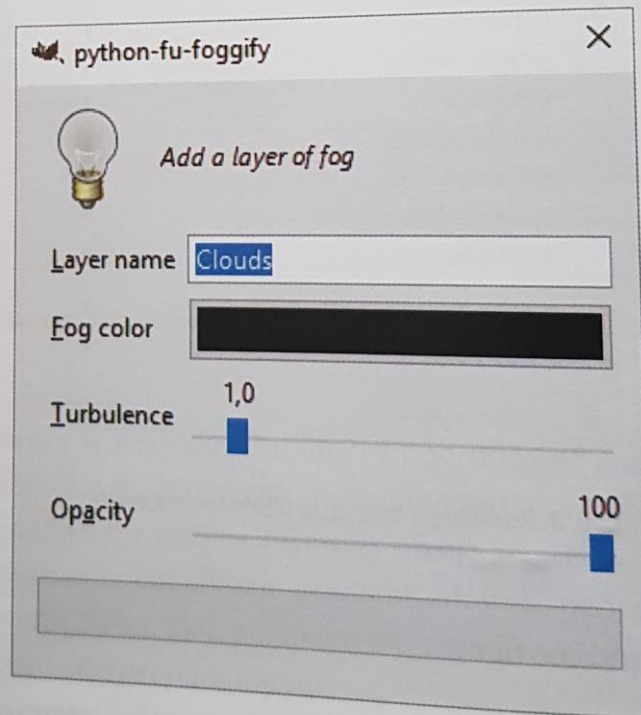 python-fu-foggify
Add a layer of fog
Layer name Clouds
Fog color
1,0
Turbulence
100
Opacity